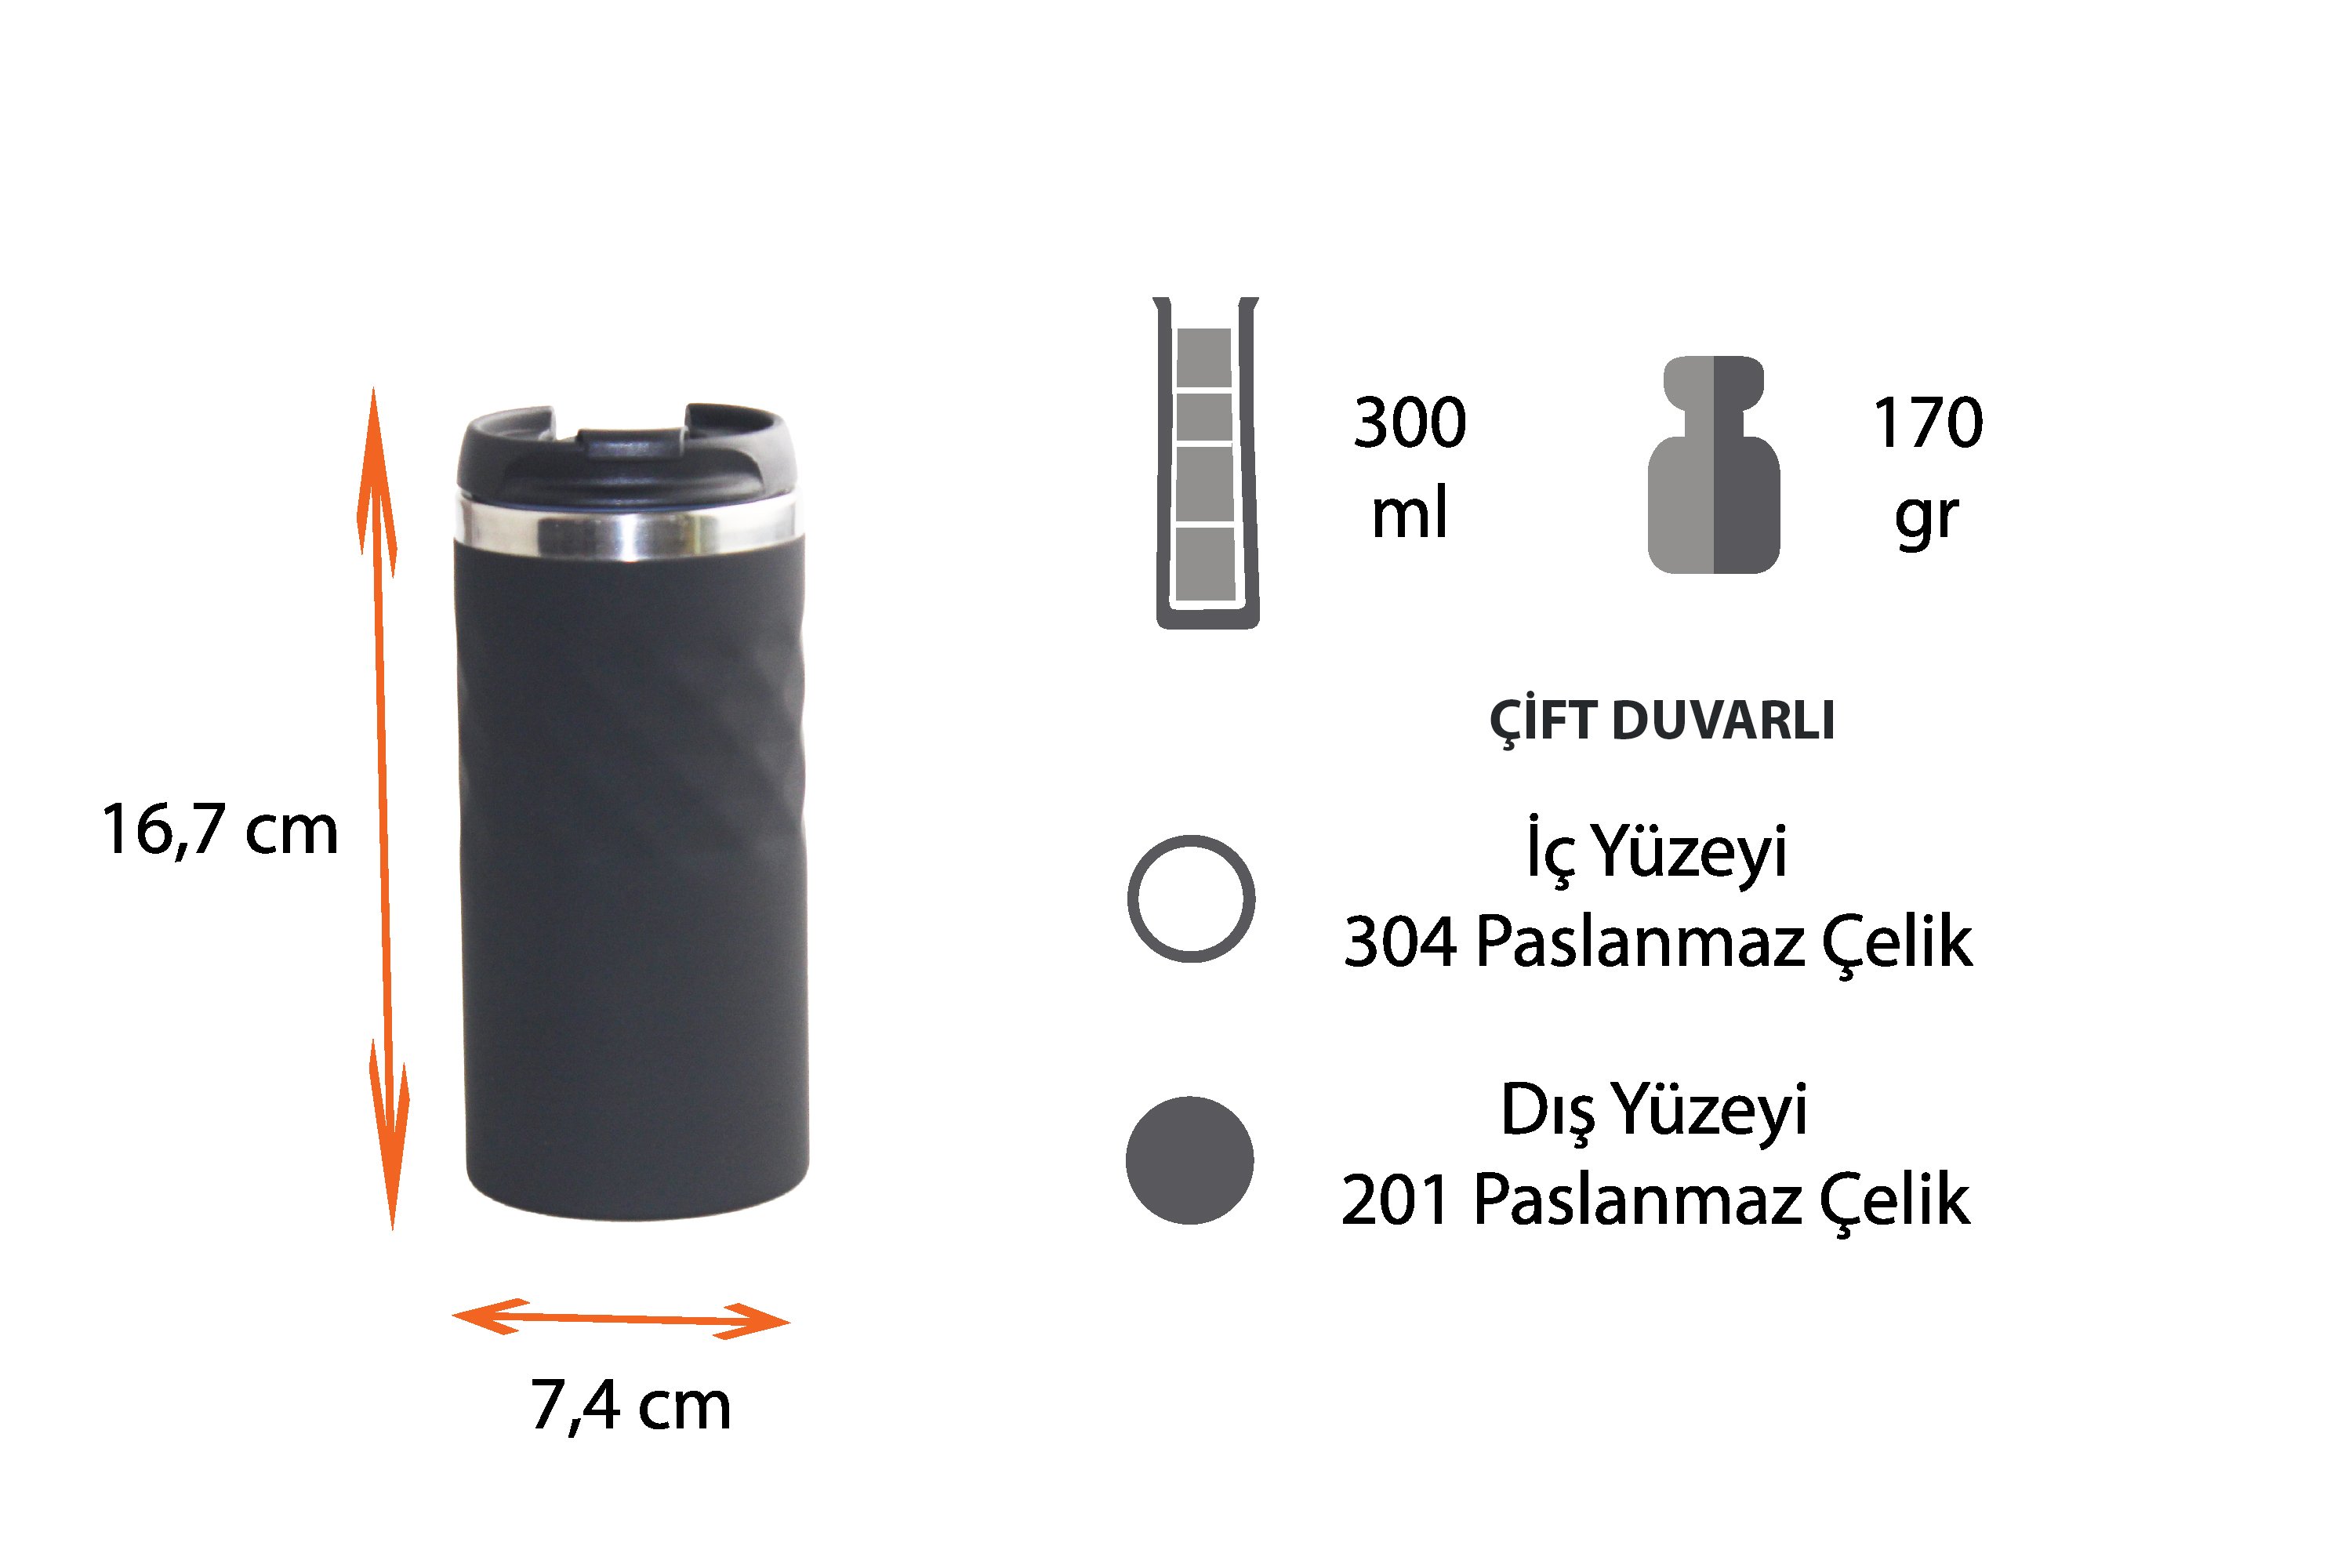 300
ml
170
gr
ÇİFT DUVARLI
16,7 cm
İç Yüzeyi
304 Paslanmaz Çelik
Dış Yüzeyi
201 Paslanmaz Çelik
7,4 cm